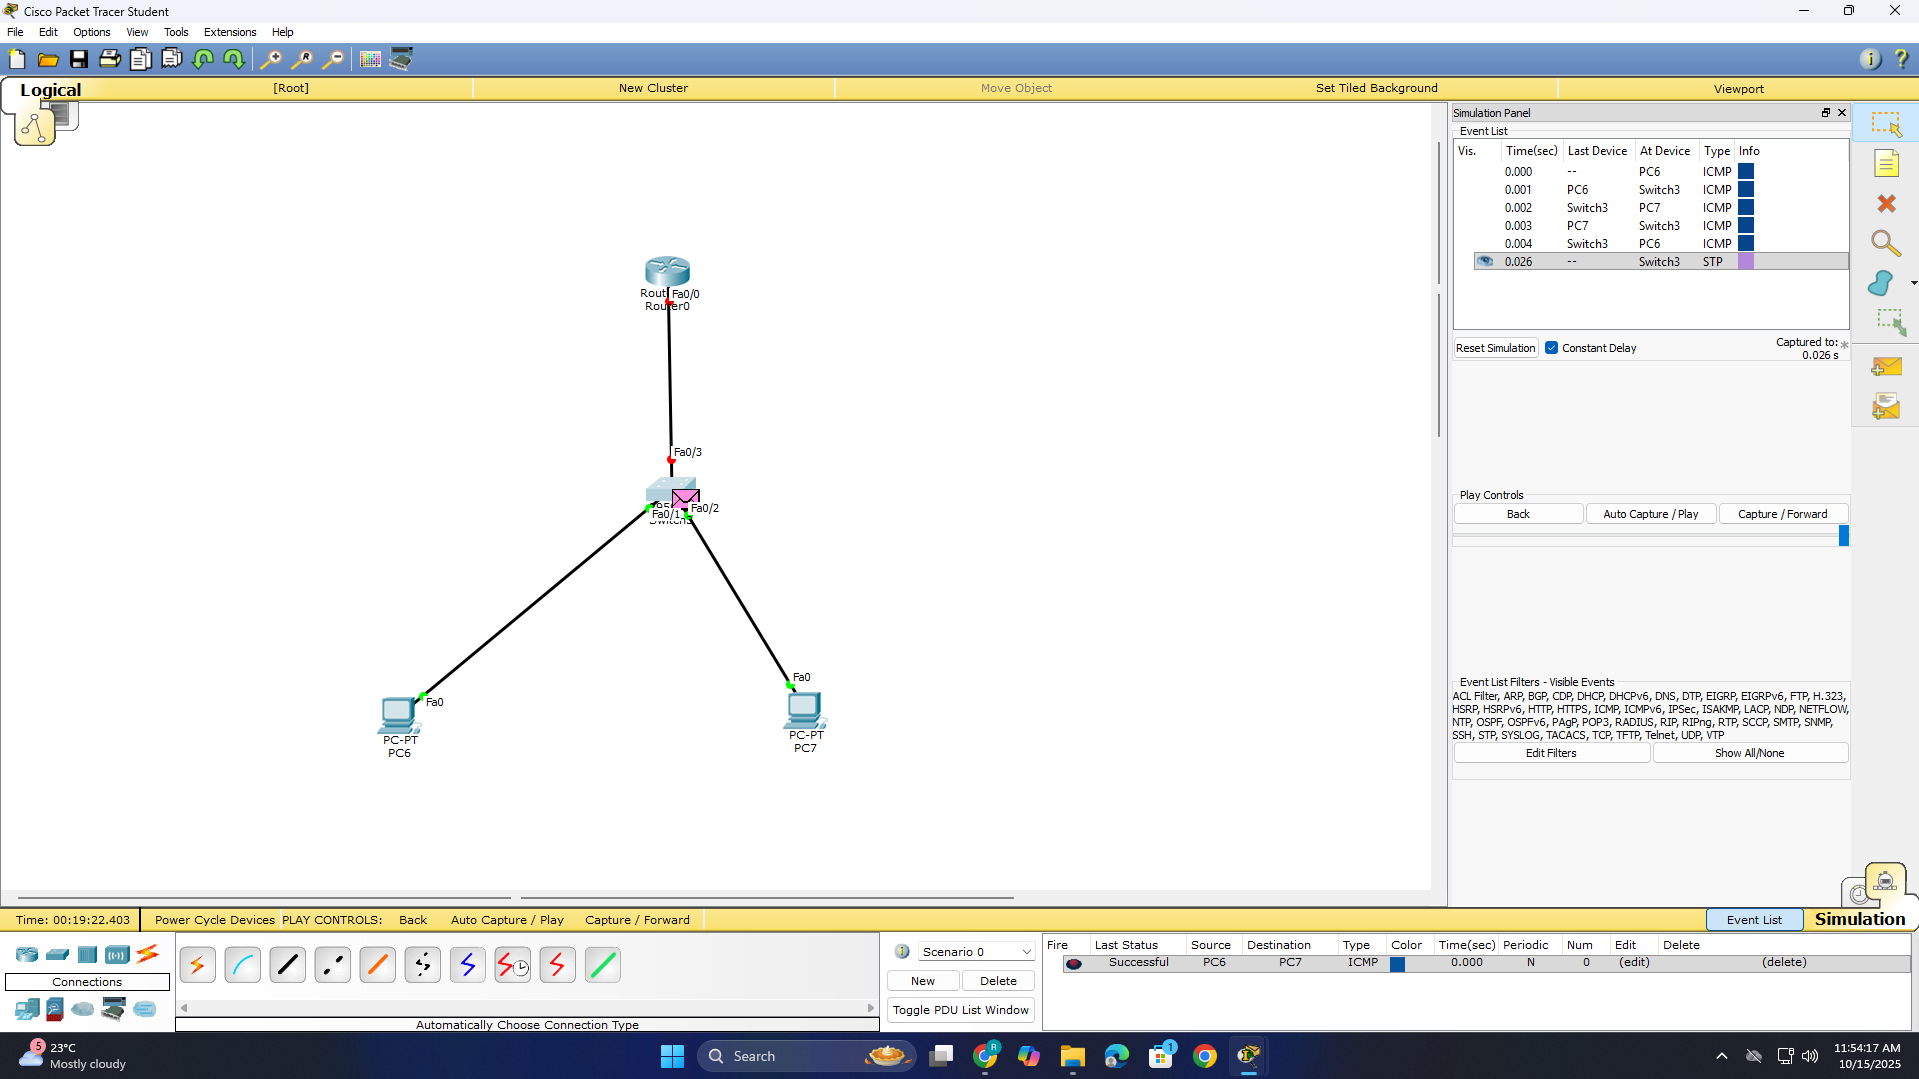 Cisco Packet Tracer Student
File Edit Options View Tools Extensions Help
Logical [Root] New Cluster Move Object Set Tiled Background Viewport
Simulation Panel
Event List
Vis. Time(sec) Last Device At Device Type Info
0.000 -- PC6 ICMP
0.001 PC6 Switch3 ICMP
0.002 Switch3 PC7 ICMP
0.003 PC7 Switch3 ICMP
0.004 Switch3 PC6 ICMP
0.026 -- Switch3 STP
Reset Simulation Constant Delay Captured to: *
0.026 s
Fa0/0
Router0
Fa0/3
Fa0/2
Fa0/1
Switch3
Fa0
PC-PT
PC6
Fa0
PC-PT
PC7
Play Controls
Back Auto Capture / Play Capture / Forward
Event List Filters - Visible Events
ACL Filter, ARP, BGP, CDP, DHCP, DHCPv6, DNS, DTP, EIGRP, EIGRPv6, FTP, H.323,
HSRP, HSRPv6, HTTP, HTTPS, ICMP, ICMPv6, IPSec, ISAKMP, LACP, NDP, NETFLOW,
NTP, OSPF, OSPFv6, PAgP, POP3, RADIUS, RIP, RIPng, RTP, SCCP, SMTP, SNMP,
SSH, STP, SYSLOG, TACACS, TCP, TFTP, Telnet, UDP, VTP
Edit Filters Show All/None
Time: 00:19:22.403 Power Cycle Devices PLAY CONTROLS: Back Auto Capture / Play Capture / Forward Event List Simulation
Connections
Automatically Choose Connection Type
Scenario 0
New Delete
Toggle PDU List Window
Fire Last Status Source Destination Type Color Time(sec) Periodic Num Edit Delete
Successful PC6 PC7 ICMP 0.000 N 0 (edit) (delete)
5
23°C
Mostly cloudy
Search
R
1
11:54:17 AM
10/15/2025